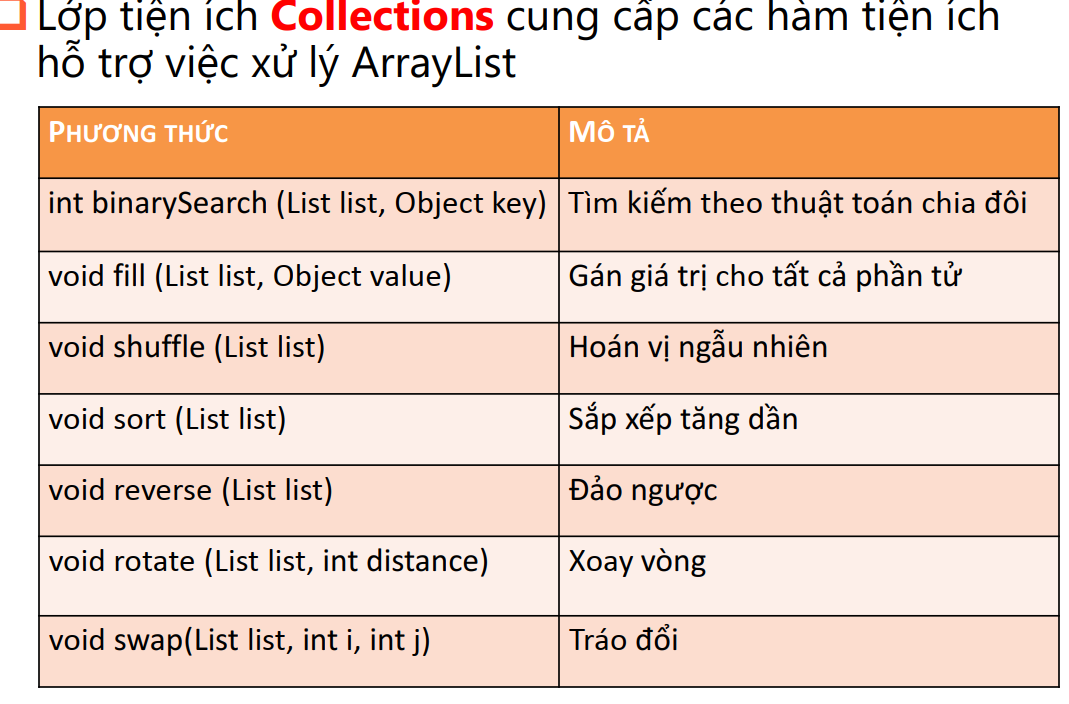 Lớp tiện ích Collections cung cấp các hàm tiện ích
hỗ trợ việc xử lý ArrayList
PHƯƠNG THỨC
MÔ TẢ
int binarySearch (List list, Object key)
Tìm kiếm theo thuật toán chia đôi
void fill (List list, Object value)
Gán giá trị cho tất cả phần tử
void shuffle (List list)
Hoán vị ngẫu nhiên
void sort (List list)
Sắp xếp tăng dần
void reverse (List list)
Đảo ngược
void rotate (List list, int distance)
Xoay vòng
void swap(List list, int i, int j)
Tráo đổi